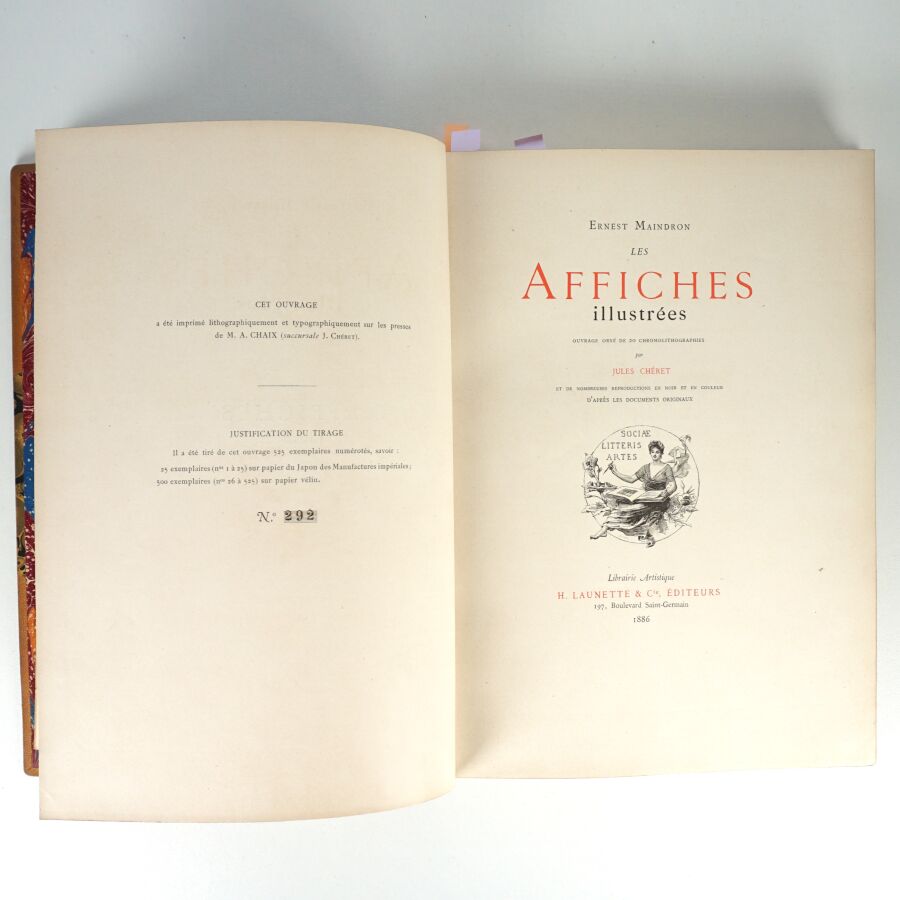 CET OUVRAGE
a été imprimé lithographiquement et typographiquement sur les presses
de M. A. CHAIX (succursale J. CHÉRET).
JUSTIFICATION DU TIRAGE
Il a été tiré de cet ouvrage 525 exemplaires numérotés, savoir :
25 exemplaires (nos 1 à 25) sur papier du Japon des Manufactures impériales;
500 exemplaires (nos 26 à 525) sur papier vélin.
N.º 292
ERNEST MAINDRON
LES
AFFICHES
illustrées
OUVRAGE ORNÉ DE 20 CHROMOLITHOGRAPHIES
par
JULES CHÉRET
ET DE NOMBREUSES REPRODUCTIONS EN NOIR ET EN COULEUR
D'APRÈS LES DOCUMENTS ORIGINAUX
SOCIÆ
LITTERIS
ARTES
Librairie Artistique
H. LAUNETTE & Cie, ÉDITEURS
197, Boulevard Saint-Germain
1886